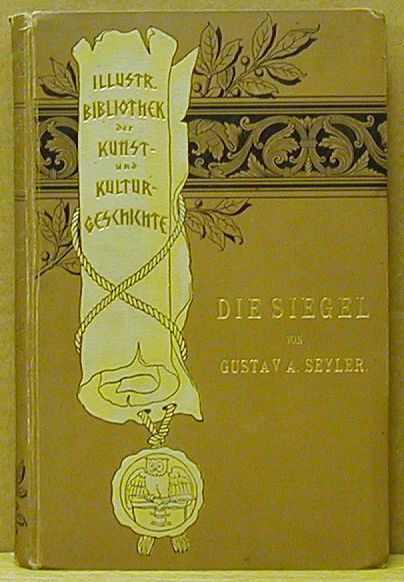 ILLUSTR.
BIBLIOTHEK
der
KUNST-
und
KULTUR-
GESCHICHTE
DIE SIEGEL
VON
GUSTAV A. SEYLER.